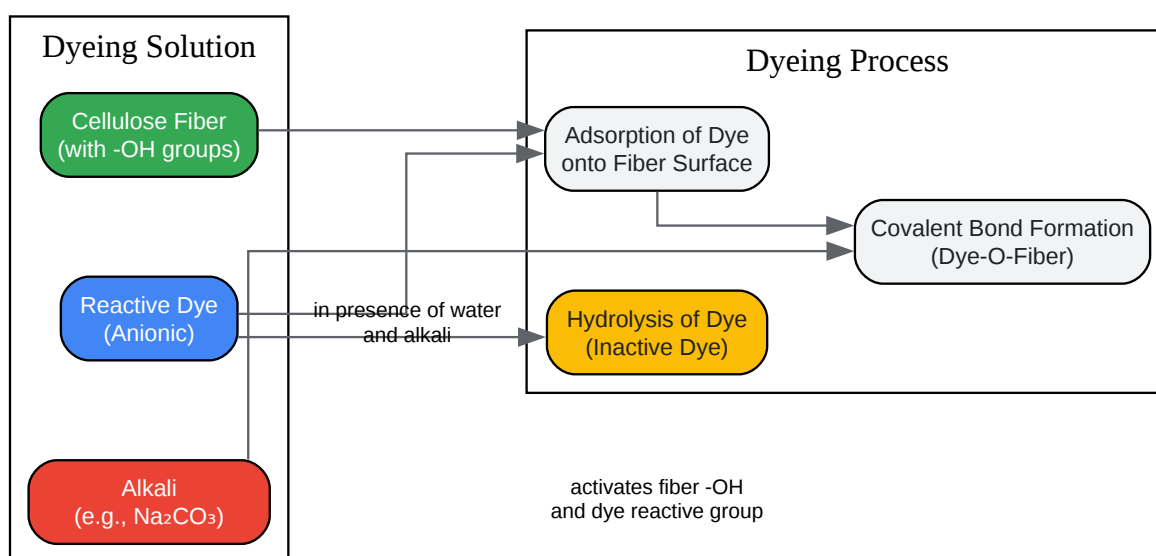 Dyeing Solution
Cellulose Fiber
(with -OH groups)
Reactive Dye
(Anionic)
Alkali
(e.g., Na₂CO₃)
in presence of water
and alkali
Dyeing Process
Adsorption of Dye
onto Fiber Surface
Covalent Bond Formation
(Dye-O-Fiber)
Hydrolysis of Dye
(Inactive Dye)
activates fiber -OH
and dye reactive group